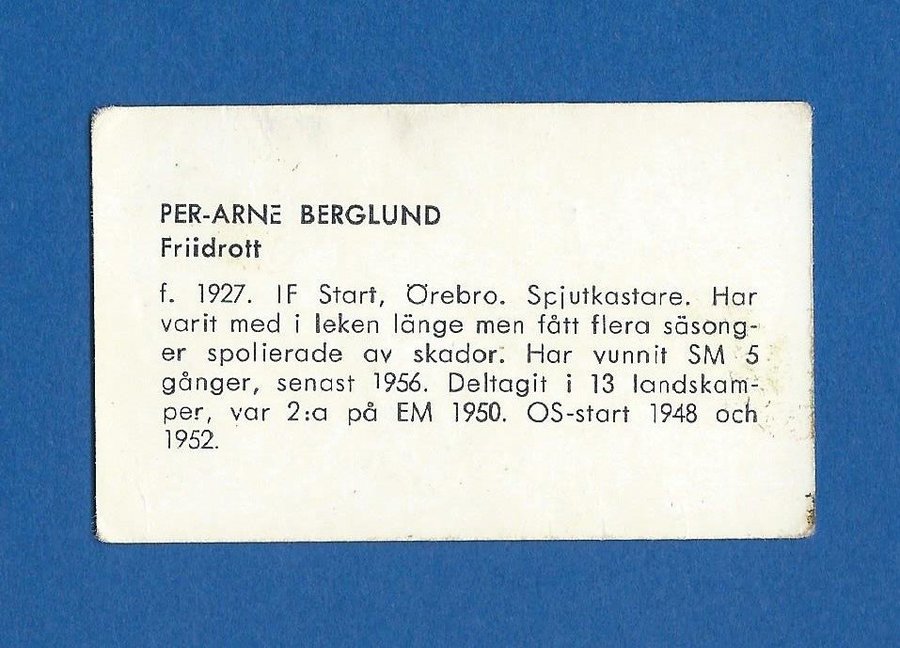 PER-ARNE BERGLUND
Friidrott
f. 1927. IF Start, Örebro. Spjutkastare. Har
varit med i leken länge men fått flera säsong-
er spolierade av skador. Har vunnit SM 5
gånger, senast 1956. Deltagit i 13 landskam-
per, var 2:a på EM 1950. OS-start 1948 och
1952.